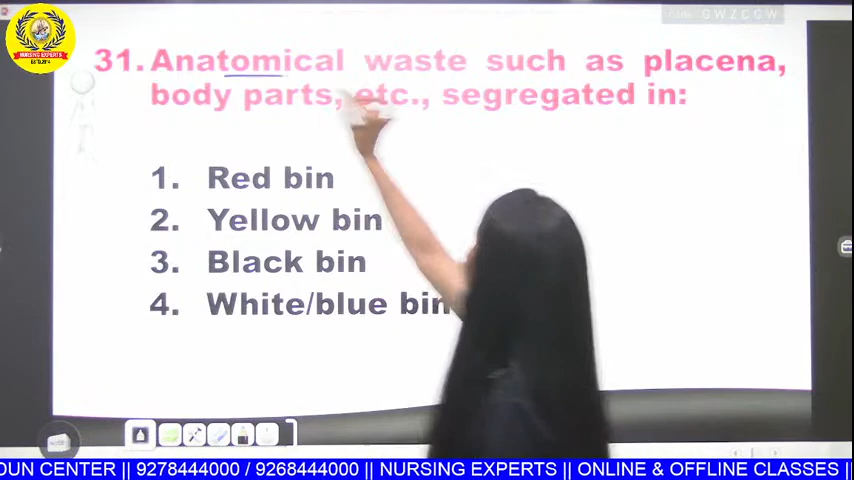 NURSING EXPERTS
31. Anatomical waste such as placena,
body parts, etc., segregated in:
1. Red bin
2. Yellow bin
3. Black bin
4. White/blue bin
OUN CENTER || 9278444000 / 9268444000 || NURSING EXPERTS || ONLINE & OFFLINE CLASSES ||